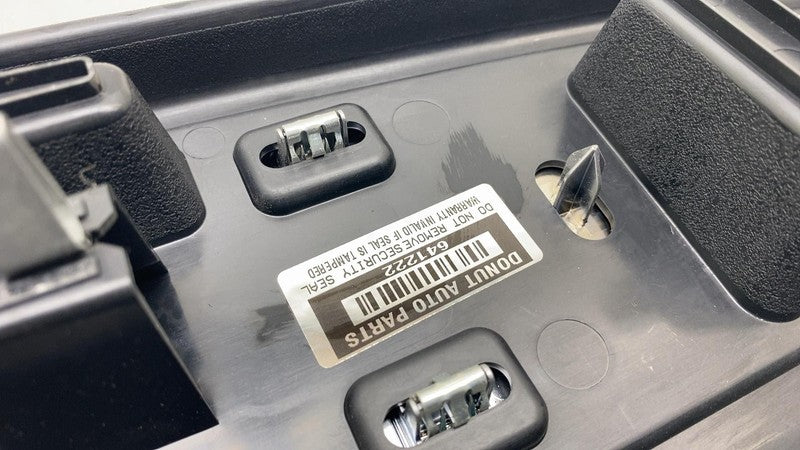 DONUT AUTO PARTS
641222
DO NOT REMOVE SECURITY SEAL
WARRANTY INVALID IF SEAL IS TAMPERED